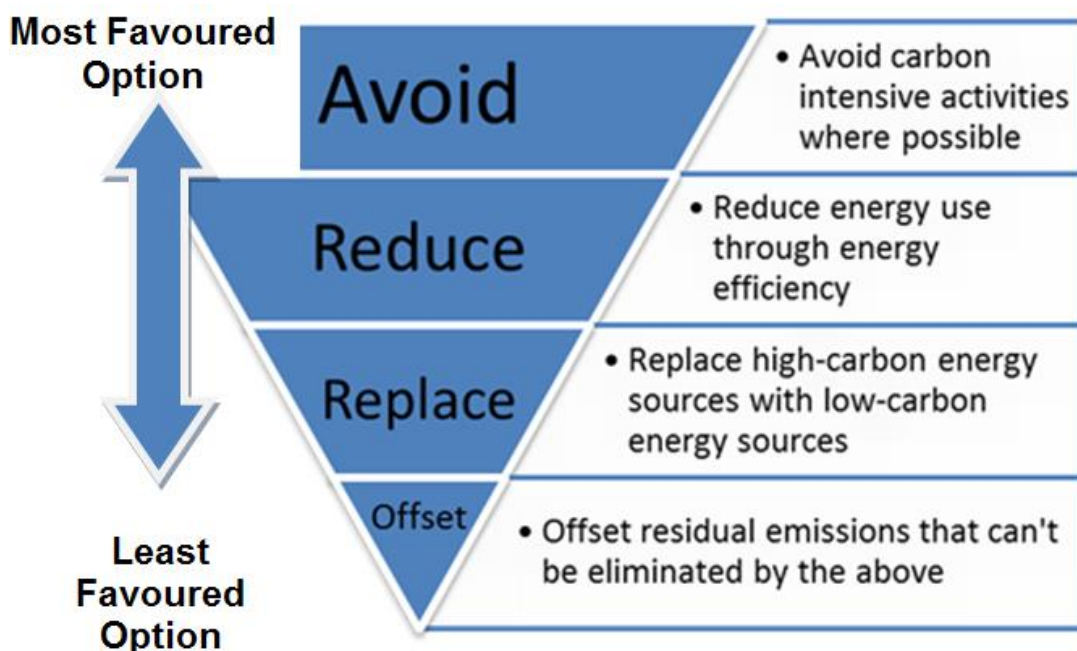 Most Favoured
Option
Avoid
• Avoid carbon
intensive activities
where possible
Reduce
• Reduce energy use
through energy
efficiency
Replace
• Replace high-carbon energy
sources with low-carbon
energy sources
Offset
• Offset residual emissions that can't
be eliminated by the above
Least
Favoured
Option